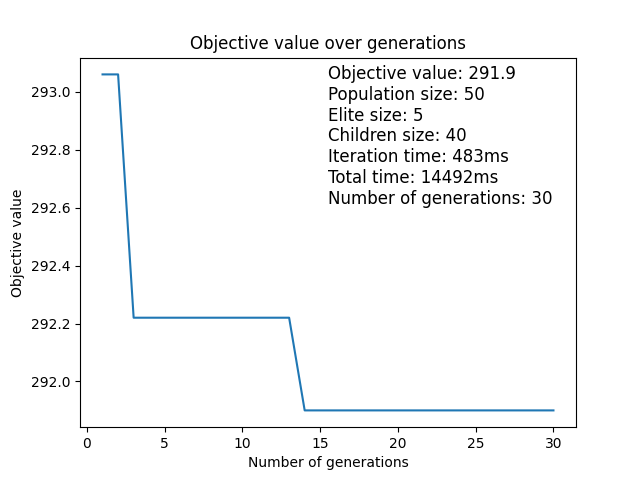 Objective value over generations
Objective value: 291.9
Population size: 50
Elite size: 5
Children size: 40
Iteration time: 483ms
Total time: 14492ms
Number of generations: 30
Objective value
293.0
292.8
292.6
292.4
292.2
292.0
0 5 10 15 20 25 30
Number of generations